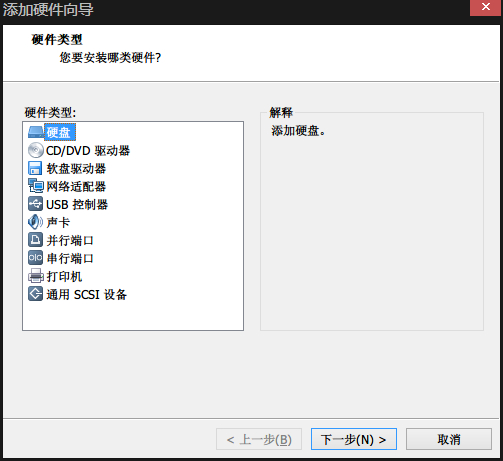 添加硬件向导
硬件类型
您要安装哪类硬件?
硬件类型:
硬盘
CD/DVD 驱动器
软盘驱动器
网络适配器
USB 控制器
声卡
并行端口
串行端口
打印机
通用 SCSI 设备
解释
添加硬盘。
< 上一步(B)
下一步(N) >
取消